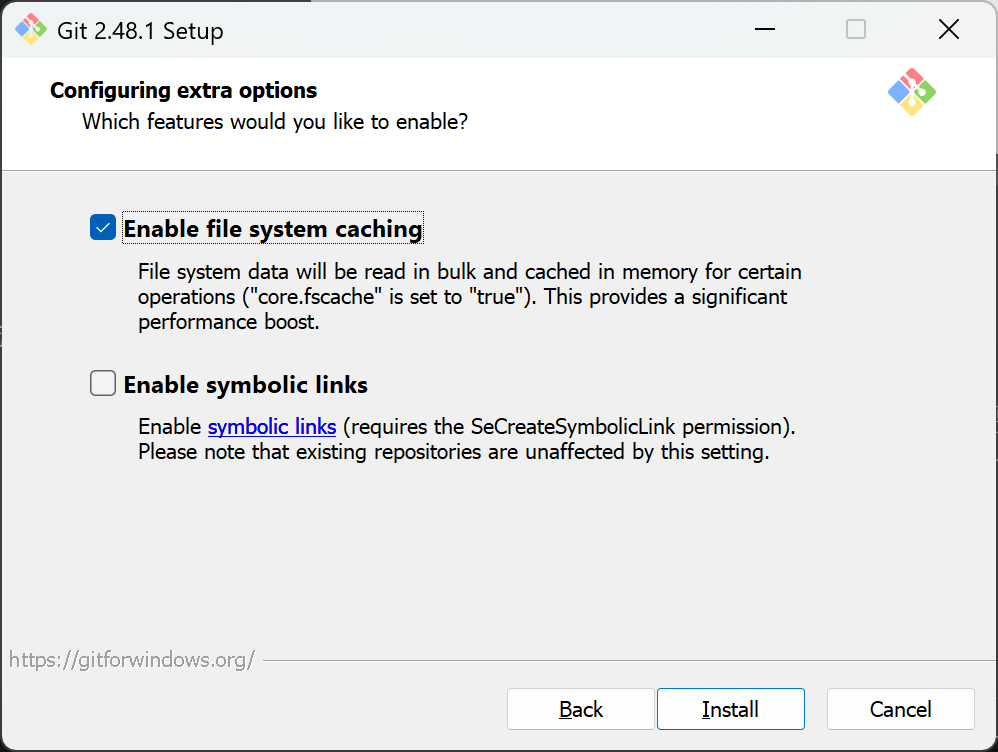 Git 2.48.1 Setup
Configuring extra options
Which features would you like to enable?
Enable file system caching
File system data will be read in bulk and cached in memory for certain
operations ("core.fscache" is set to "true"). This provides a significant
performance boost.
Enable symbolic links
Enable symbolic links (requires the SeCreateSymbolicLink permission).
Please note that existing repositories are unaffected by this setting.
https://gitforwindows.org/
Back
Install
Cancel